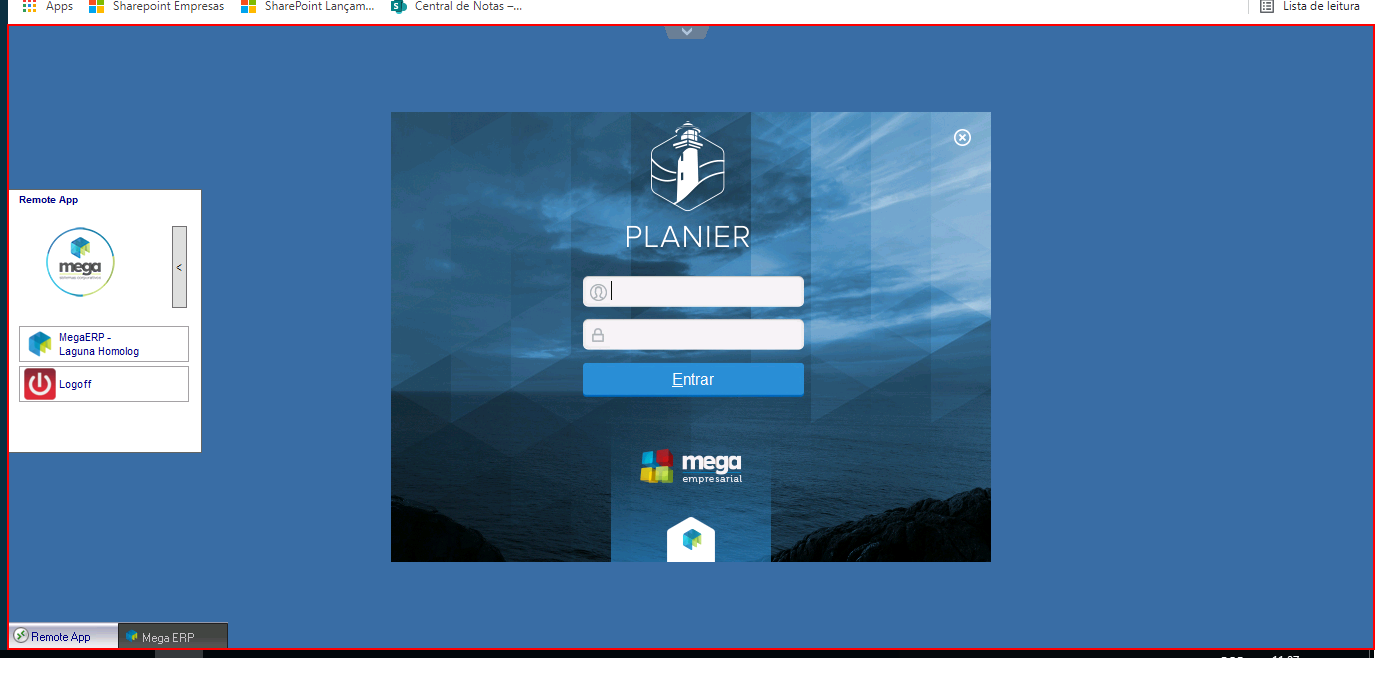 Apps Sharepoint Empresas SharePoint Lançam... Central de Notas –... Lista de leitura
Remote App
mega
<
MegaERP -
Laguna Homolog
Logoff
PLANIER
Entrar
mega
empresarial
Remote App Mega ERP